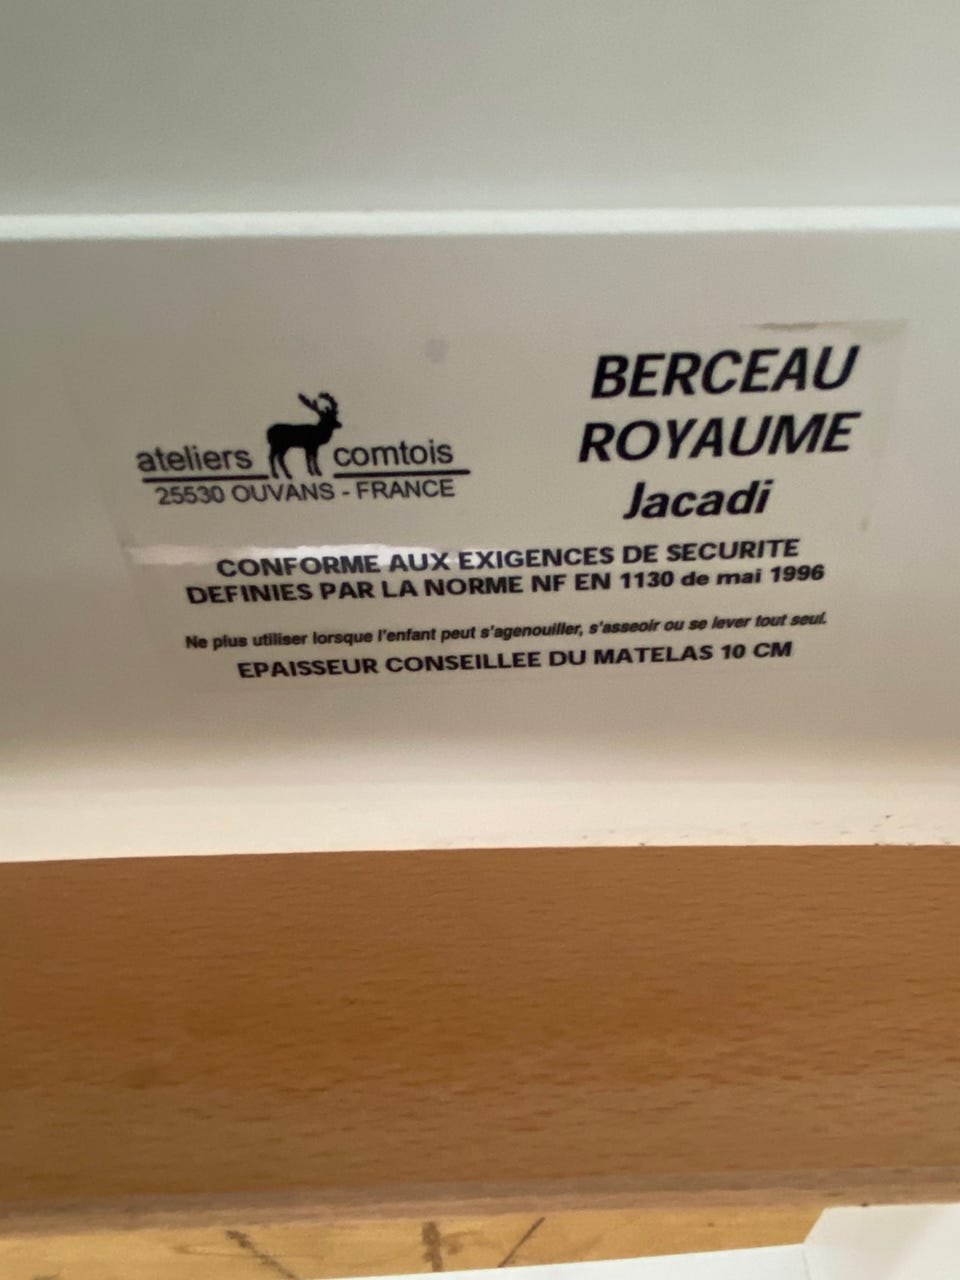 ateliers comtois
25530 OUVANS - FRANCE
BERCEAU
ROYAUME
Jacadi
CONFORME AUX EXIGENCES DE SECURITE
DEFINIES PAR LA NORME NF EN 1130 de mai 1996
Ne plus utiliser lorsque l'enfant peut s'agenouiller, s'asseoir ou se lever tout seul.
EPAISSEUR CONSEILLEE DU MATELAS 10 CM